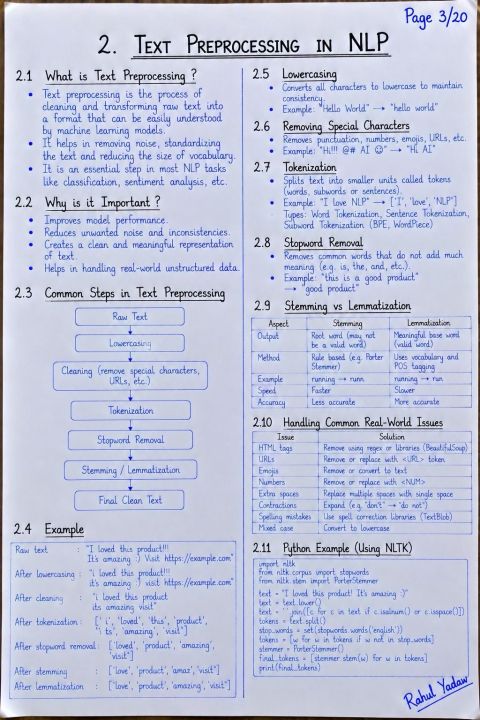 Page 3/20
2. Text Preprocessing in NLP
2.1 What is Text Preprocessing ?
• Text preprocessing is the process of
cleaning and transforming raw text into
a format that can be easily understood
by machine learning models.
• It helps in removing noise, standardizing
the text and reducing the size of vocabulary.
• It is an essential step in most NLP tasks
like classification, sentiment analysis, etc.
2.2 Why is it Important ?
• Improves model performance.
• Reduces unwanted noise and inconsistencies.
• Creates a clean and meaningful representation
of text.
• Helps in handling real-world unstructured data.
2.3 Common Steps in Text Preprocessing
Raw Text
Lowercasing
Cleaning (remove special characters,
URLs, etc.)
Tokenization
Stopword Removal
Stemming / Lemmatization
Final Clean Text
2.4 Example
Raw text : "I loved this product!!!
It's amazing :) Visit https://example.com"
After lowercasing : "i loved this product!!!
it's amazing :) visit https://example.com"
After cleaning : "i loved this product
its amazing visit"
After tokenization : ['i', 'loved', 'this', 'product',
'its', 'amazing', 'visit']
After stopword removal : ['loved', 'product', 'amazing',
'visit"]
After stemming : ['love', 'product', 'amaz', "visit"]
After lemmatization : ["love', 'product', 'amazing', 'visit"]
2.5 Lowercasing
• Converts all characters to lowercase to maintain
consistency.
• Example: "Hello World" → "hello world"
2.6 Removing Special Characters
• Removes punctuation, numbers, emojis, URLs, etc.
• Example: "Hi!!! @# AI 😊" → "Hi AI"
2.7 Tokenization
• Splits text into smaller units called tokens
(words, subwords or sentences).
• Example: "I love NLP" → ['I', 'love', 'NLP']
Types: Word Tokenization, Sentence Tokenization,
Subword Tokenization (BPE, WordPiece)
2.8 Stopword Removal
• Removes common words that do not add much
meaning (e.g. is, the, and, etc.).
• Example: "this is a good product"
→ "good product"
2.9 Stemming vs Lemmatization
Aspect Stemming Lemmatization
Output Root word (may not be a valid word) Meaningful base word (valid word)
Method Rule based (e.g. Porter Stemmer) Uses vocabulary and POS tagging
Example running → run running → run
Speed Faster Slower
Accuracy Less accurate More accurate
2.10 Handling Common Real-World Issues
Issue Solution
HTML tags Remove using regex or libraries (BeautifulSoup)
URLs Remove or replace with <URL> token
Emojis Remove or convert to text
Numbers Remove or replace with <NUM>
Extra spaces Replace multiple spaces with single space
Contractions Expand (e.g. "don't" → "do not")
Spelling mistakes Use spell correction libraries (TextBlob)
Mixed case Convert to lowercase
2.11 Python Example (Using NLTK)
import nltk
from nltk.corpus import stopwords
from nltk.stem import PorterStemmer
text = "I loved this product! It's amazing :)"
text = text.lower()
text = ''.join([c for c in text if c.isalnum() or c.isspace()])
tokens = text.split()
stop_words = set(stopwords.words('english'))
tokens = [w for w in tokens if w not in stop_words]
stemmer = PorterStemmer()
final_tokens = [stemmer.stem(w) for w in tokens]
print(final_tokens)
Rahul Yadav